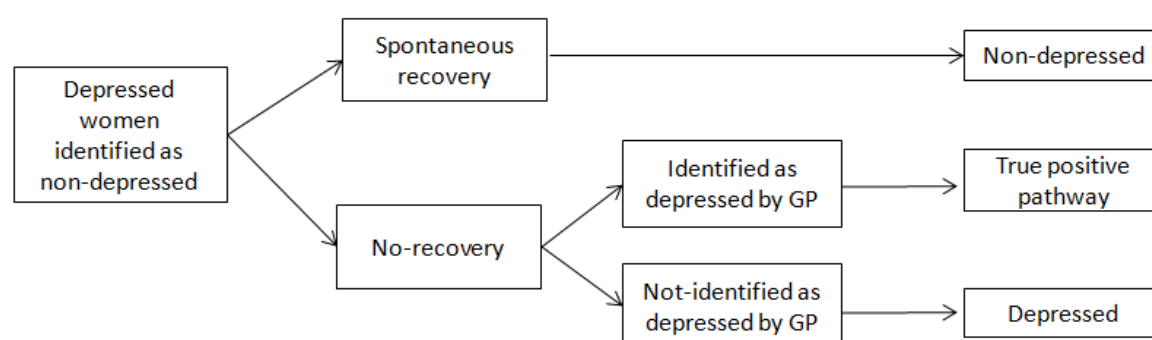 Depressed
women
identified as
non-depressed
Spontaneous
recovery
Non-depressed
No-recovery
Identified as
depressed by GP
True positive
pathway
Not-identified as
depressed by GP
Depressed